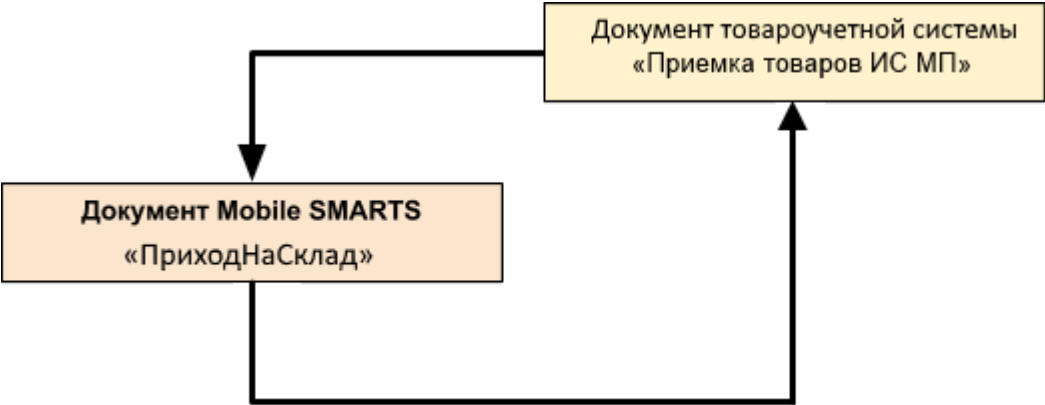 Документ товароучетной системы
«Приемка товаров ИС МП»
Документ Mobile SMARTS
«ПриходНаСклад»